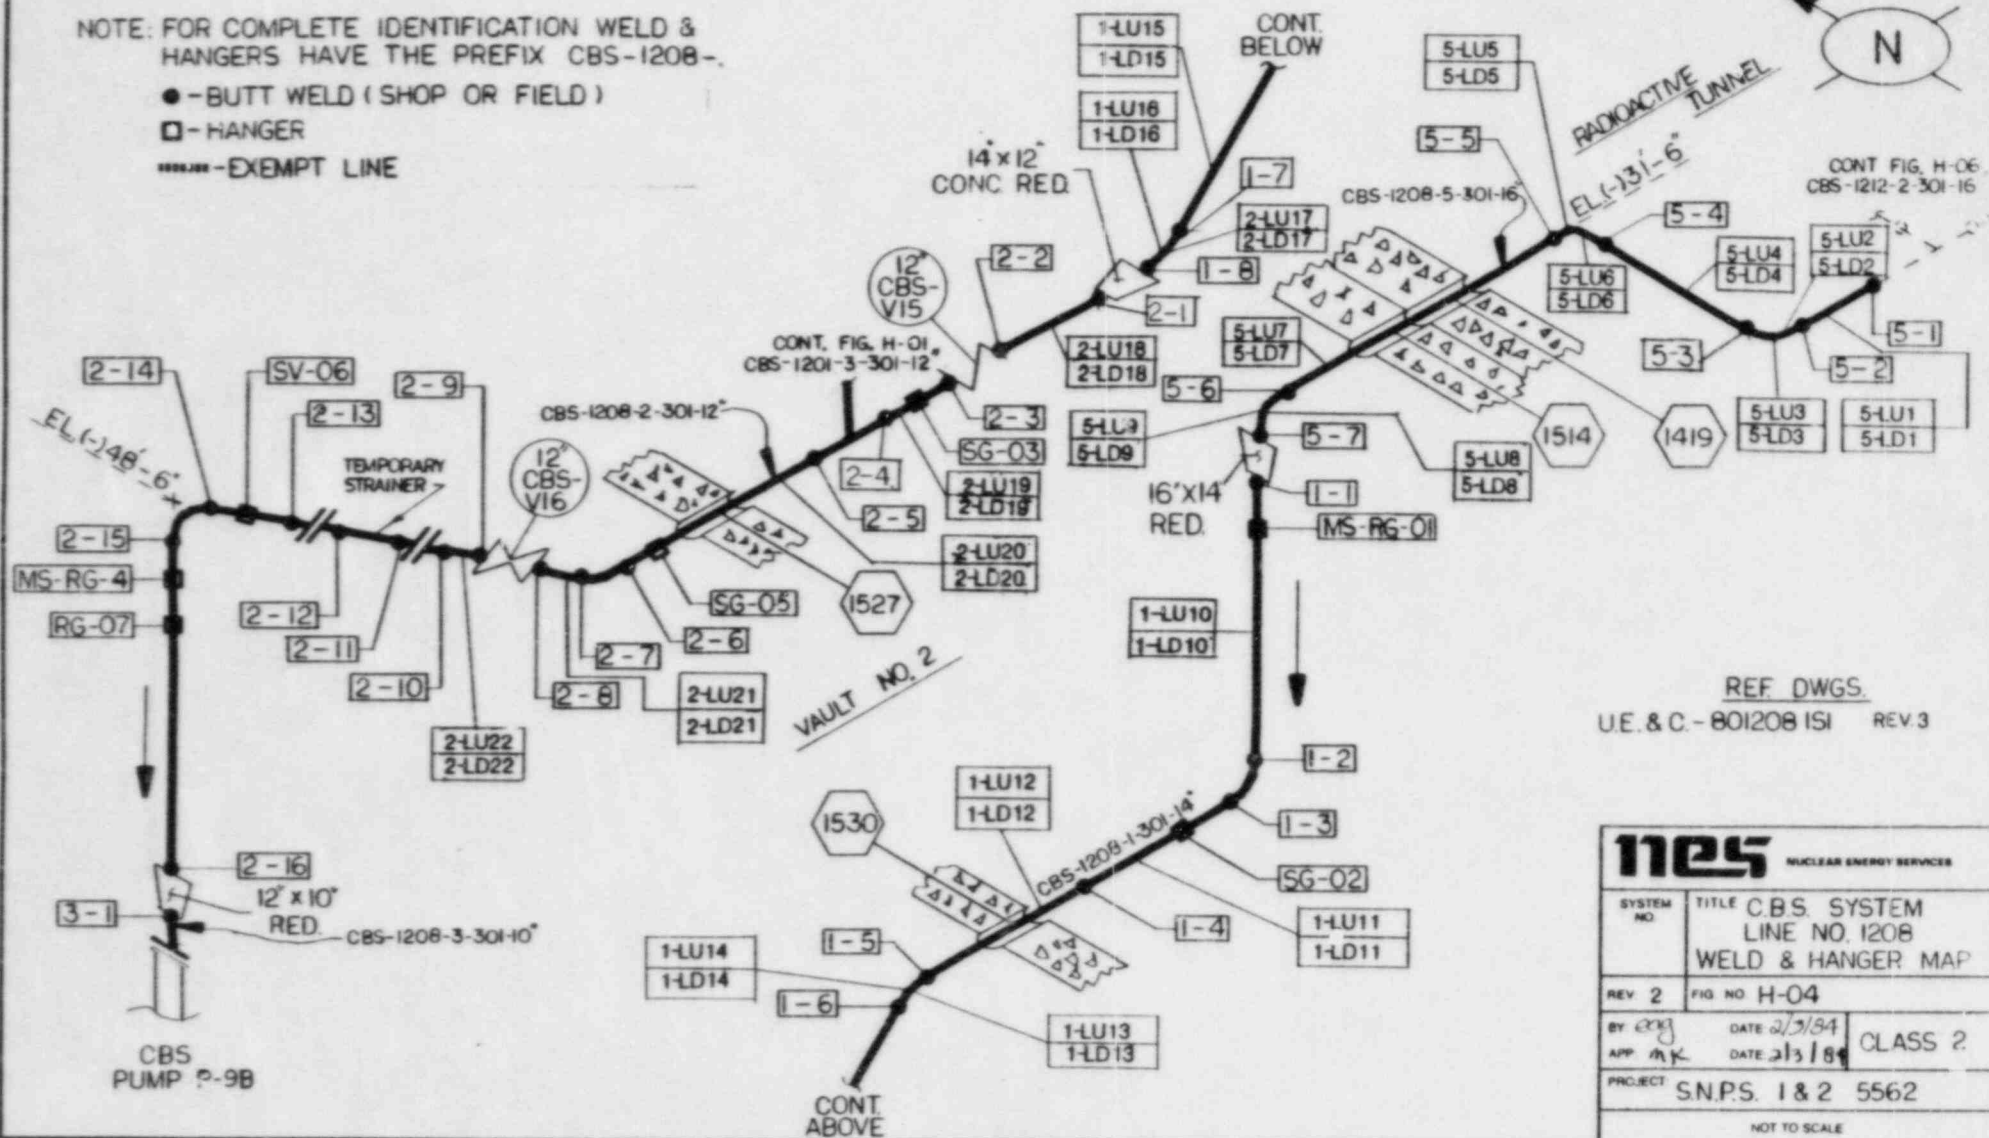 NOTE: FOR COMPLETE IDENTIFICATION WELD &
HANGERS HAVE THE PREFIX CBS-1208-.
-BUTT WELD (SHOP OR FIELD)
- HANGER
-EXEMPT LINE
1-LU15
1-LD15
CONT.
BELOW
1-LU16
1-LD16
14"x12"
CONC RED.
1-7
2-LU17
2-LD17
1-8
2-1
2-2
12"
CBS-
V15
2-LU18
2-LD18
5-LU5
5-LD5
RADIOACTIVE
TUNNEL
N
5-5
EL.(-)31'-6"
CONT FIG. H-06
CBS-1212-2-301-16
CBS-1208-5-301-16"
5-4
5-LU4
5-LD4
5-LU2
5-LD2
5-LU6
5-LD6
5-1
5-3
5-2
5-LU3
5-LD3
5-LU1
5-LD1
5-LU7
5-LD7
5-6
1514
1419
5-LU9
5-LD9
5-7
5-LU8
5-LD8
16"X14"
RED.
1-1
MS-RG-01
CONT. FIG. H-01
CBS-1201-3-301-12"
2-3
SG-03
2-4
2-LU19
2-LD19
2-5
2-LU20
2-LD20
CBS-1208-2-301-12"
2-14
SV-06
2-9
2-13
EL.(-)48'-6"
TEMPORARY
STRAINER
12"
CBS-
V16
2-15
MS-RG-4
RG-07
2-12
2-11
2-10
2-LU22
2-LD22
2-8
2-7
2-6
SG-05
1527
2-LU21
2-LD21
VAULT NO. 2
1-LU10
1-LD10
REF. DWGS.
U.E. & C. - 801208 ISI REV. 3
1-2
1-3
SG-02
1-LU12
1-LD12
1530
CBS-1208-1-301-14"
1-4
1-LU11
1-LD11
1-5
1-LU14
1-LD14
1-6
1-LU13
1-LD13
CONT.
ABOVE
2-16
12" x 10"
RED.
3-1
CBS-1208-3-301-10"
CBS
PUMP P-9B
nes NUCLEAR ENERGY SERVICES
SYSTEM
NO.
TITLE C.B.S. SYSTEM
LINE NO. 1208
WELD & HANGER MAP
REV 2 FIG NO H-04
BY eag DATE 2/3/84
APP MK DATE 2/3/84
CLASS 2
PROJECT S.N.P.S. 1 & 2 5562
NOT TO SCALE